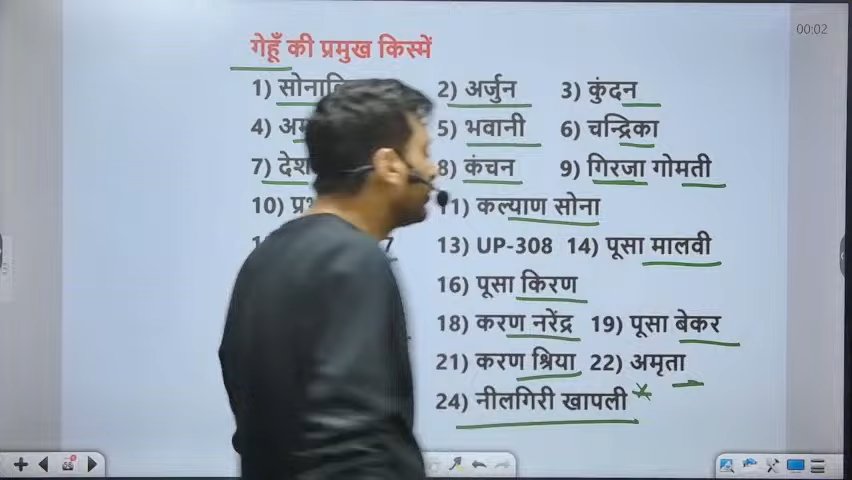 00:02
गेहूँ की प्रमुख किस्में
1) 2) अर्जुन 3) कुंदन
4) 5) भवानी 6) चन्द्रिका
7) 8) कंचन 9) गिरजा गोमती
10) 11) कल्याण सोना
13) UP-308 14) पूसा मालवी
16) पूसा किरण
18) करण नरेंद्र 19) पूसा बेकर
21) करण श्रिया 22) अमृता
24) नीलगिरी खापली